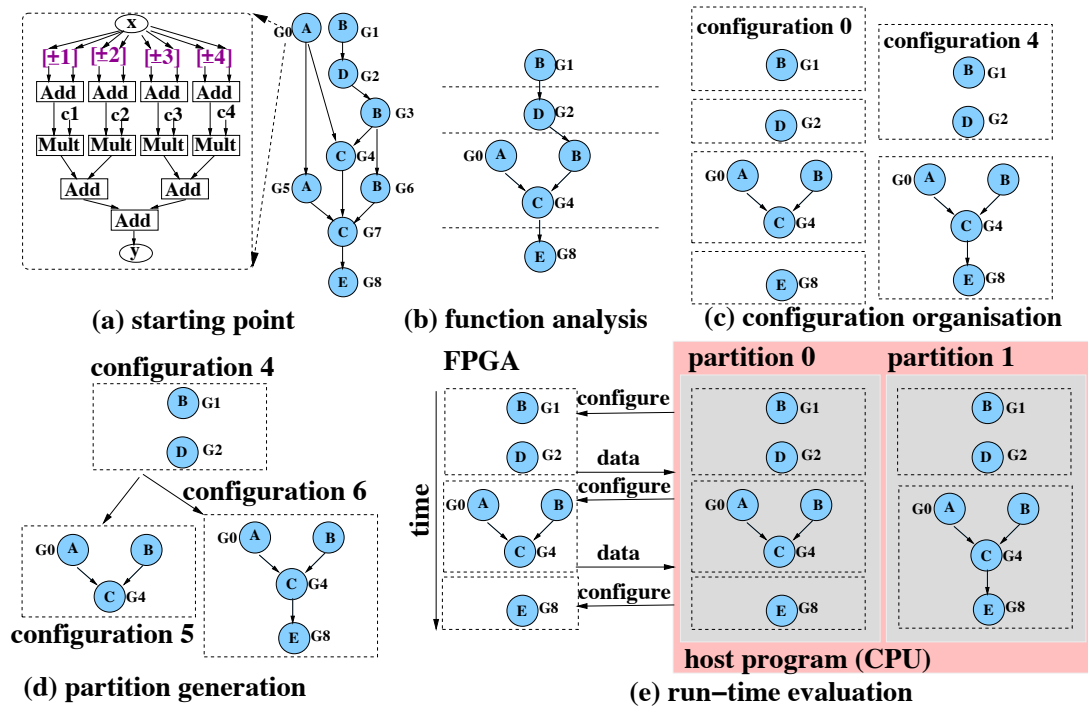 x
[±1] [±2] [±3] [±4]
Add Add Add Add
c1 c2 c3 c4
Mult Mult Mult Mult
Add Add
Add
y
G0 A B G1
D G2
B G3
C G4
G5 A B G6
C G7
E G8
(a) starting point
B G1
D G2
G0 A B
C G4
E G8
(b) function analysis
configuration 0
B G1
D G2
G0 A B
C G4
E G8
configuration 4
B G1
D G2
G0 A B
C G4
E G8
(c) configuration organisation
configuration 4
B G1
D G2
configuration 6
G0 A B
C G4
configuration 5
G0 A B
C G4
E G8
(d) partition generation
FPGA
time
B G1
D G2
G0 A B
C G4
E G8
configure
data
configure
data
configure
partition 0
B G1
D G2
G0 A B
C G4
E G8
partition 1
B G1
D G2
G0 A B
C G4
E G8
host program (CPU)
(e) run−time evaluation